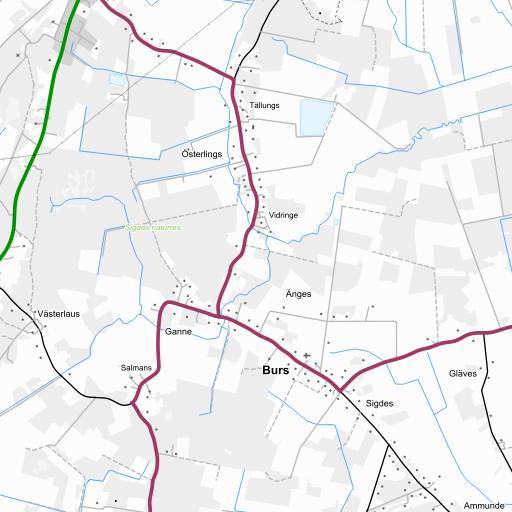 Tällungs
Österlings
Vidringe
Sigdes naturres.
Änges
Västerlaus
Ganne
Salmans
Burs
Gläves
Sigdes
Ammunde